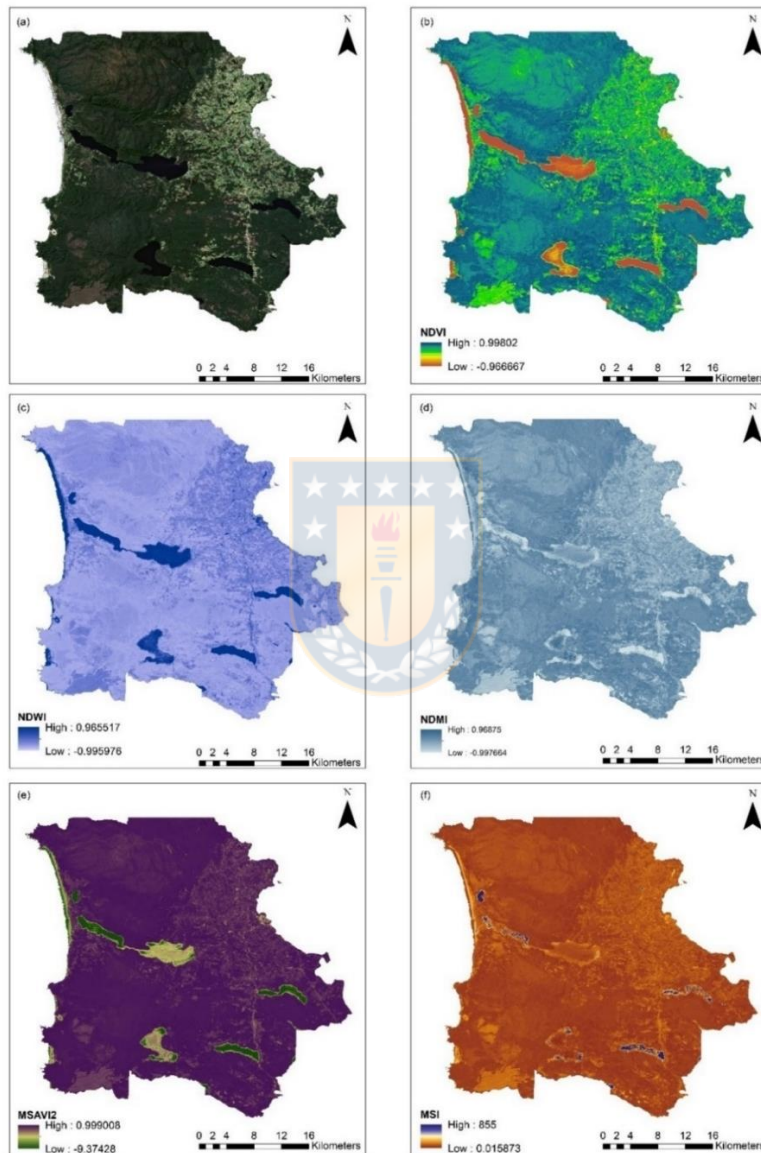 (a)
N
0 2 4 8 12 16
Kilometers
(b)
N
NDVI
High : 0.99802
Low : -0.966667
0 2 4 8 12 16
Kilometers
(c)
N
NDWI
High : 0.965517
Low : -0.995976
0 2 4 8 12 16
Kilometers
(d)
N
NDMI
High : 0.96875
Low : -0.997664
0 2 4 8 12 16
Kilometers
(e)
N
MSAVI2
High : 0.999008
Low : -9.37428
0 2 4 8 12 16
Kilometers
(f)
N
MSI
High : 855
Low : 0.015873
0 2 4 8 12 16
Kilometers